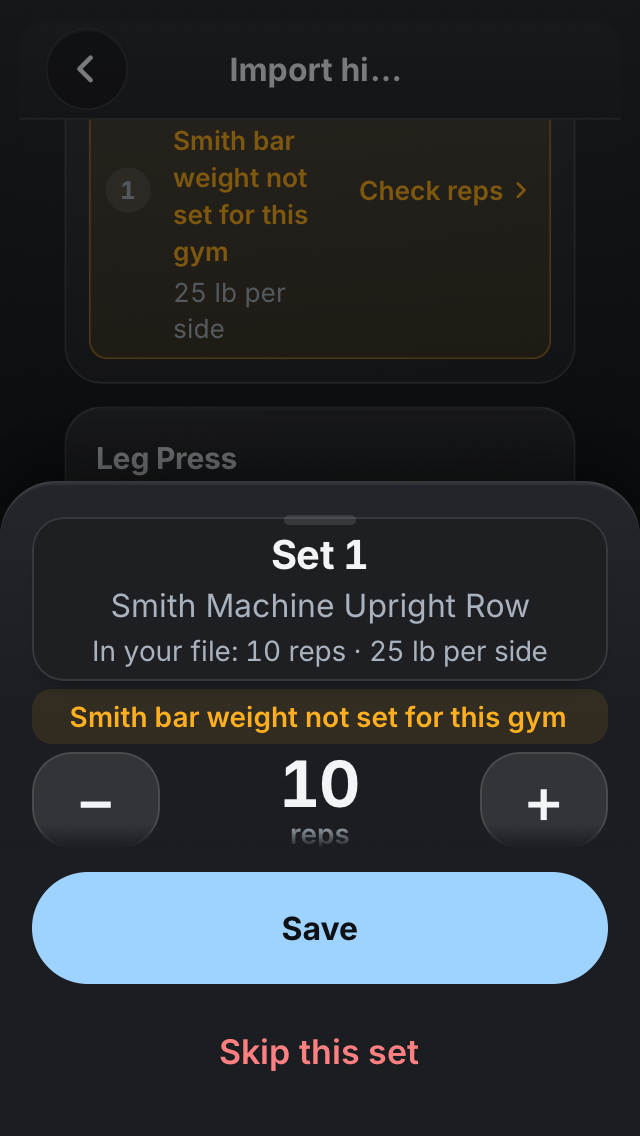 Import hi…
1
Smith bar
weight not
set for this
gym
25 lb per
side
Check reps
Leg Press
Set 1
Smith Machine Upright Row
In your file: 10 reps · 25 lb per side
Smith bar weight not set for this gym
−
10
reps
+
Save
Skip this set